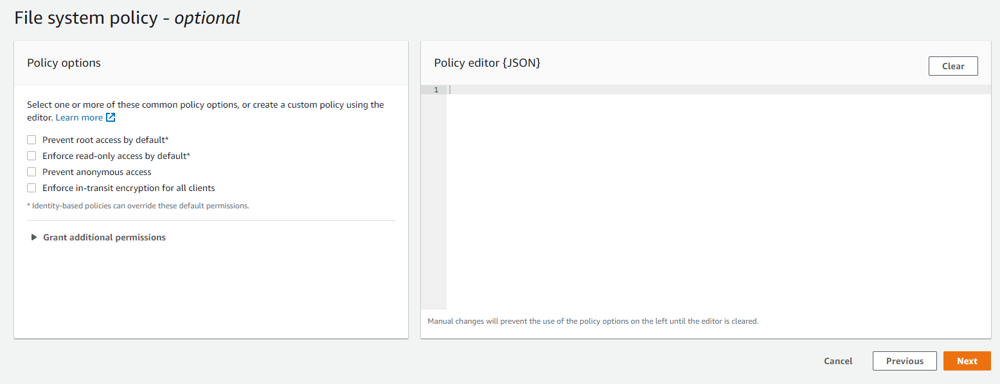 File system policy - optional
Policy options
Select one or more of these common policy options, or create a custom policy using the
editor. Learn more
Prevent root access by default*
Enforce read-only access by default*
Prevent anonymous access
Enforce in-transit encryption for all clients
* Identity-based policies can override these default permissions.
Grant additional permissions
Policy editor {JSON}
Clear
1
Manual changes will prevent the use of the policy options on the left until the editor is cleared.
Cancel
Previous
Next